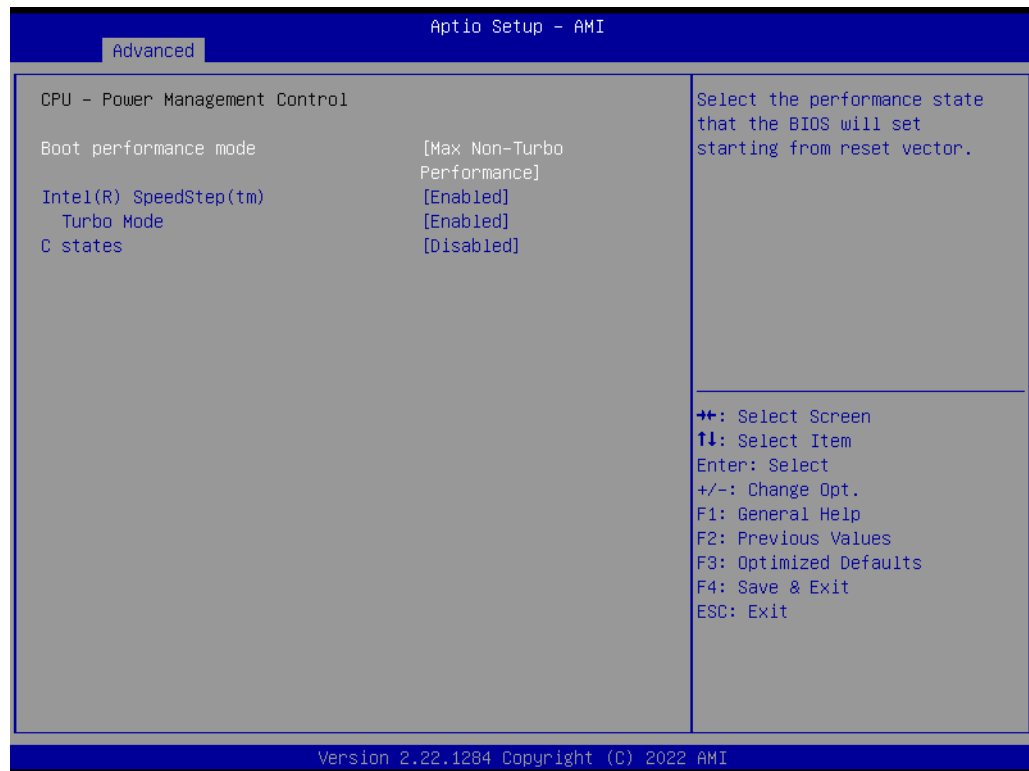 Aptio Setup – AMI
Advanced
CPU – Power Management Control
Boot performance mode [Max Non-Turbo
Performance]
Intel(R) SpeedStep(tm) [Enabled]
Turbo Mode [Enabled]
C states [Disabled]
Select the performance state
that the BIOS will set
starting from reset vector.
→←: Select Screen
↑↓: Select Item
Enter: Select
+/-: Change Opt.
F1: General Help
F2: Previous Values
F3: Optimized Defaults
F4: Save & Exit
ESC: Exit
Version 2.22.1284 Copyright (C) 2022 AMI